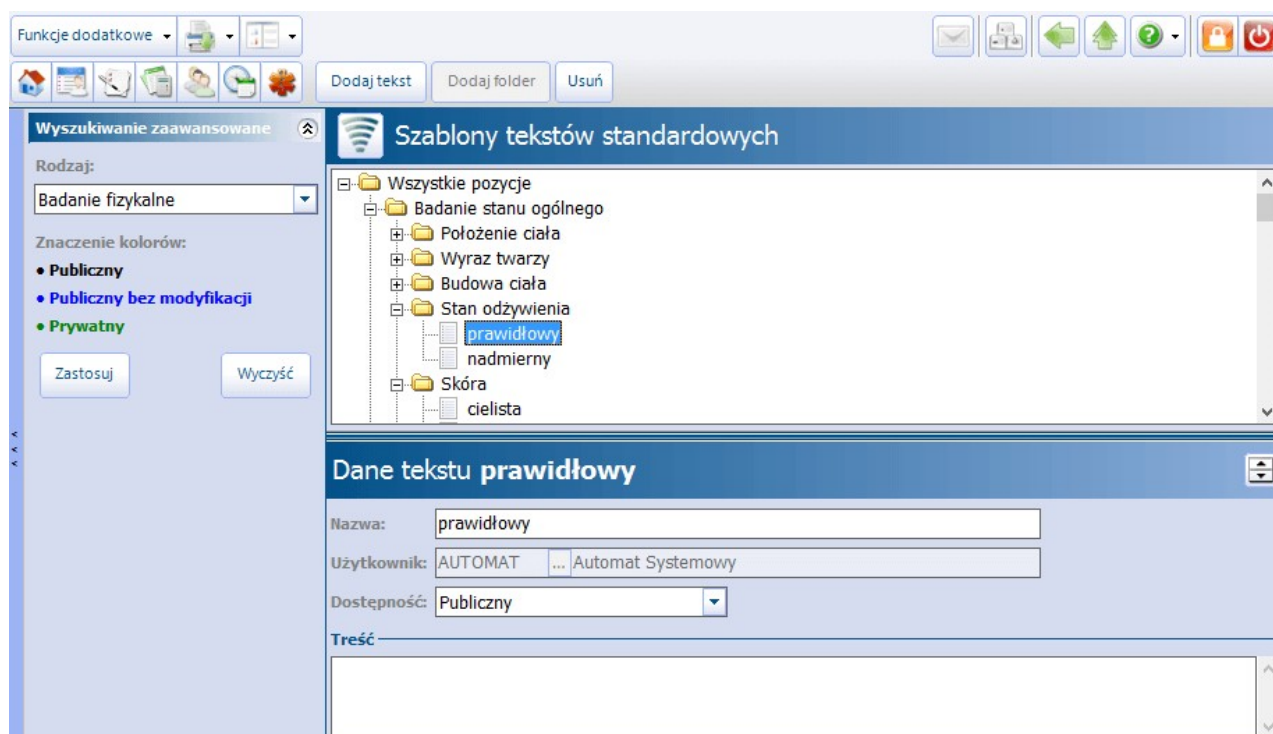 Funkcje dodatkowe
Dodaj tekst Dodaj folder Usuń
Wyszukiwanie zaawansowane
Rodzaj:
Badanie fizykalne
Znaczenie kolorów:
• Publiczny
• Publiczny bez modyfikacji
• Prywatny
Zastosuj Wyczyść
Szablony tekstów standardowych
Wszystkie pozycje
Badanie stanu ogólnego
Położenie ciała
Wyraz twarzy
Budowa ciała
Stan odżywienia
prawidłowy
nadmierny
Skóra
cielista
Dane tekstu prawidłowy
Nazwa: prawidłowy
Użytkownik: AUTOMAT ... Automat Systemowy
Dostępność: Publiczny
Treść